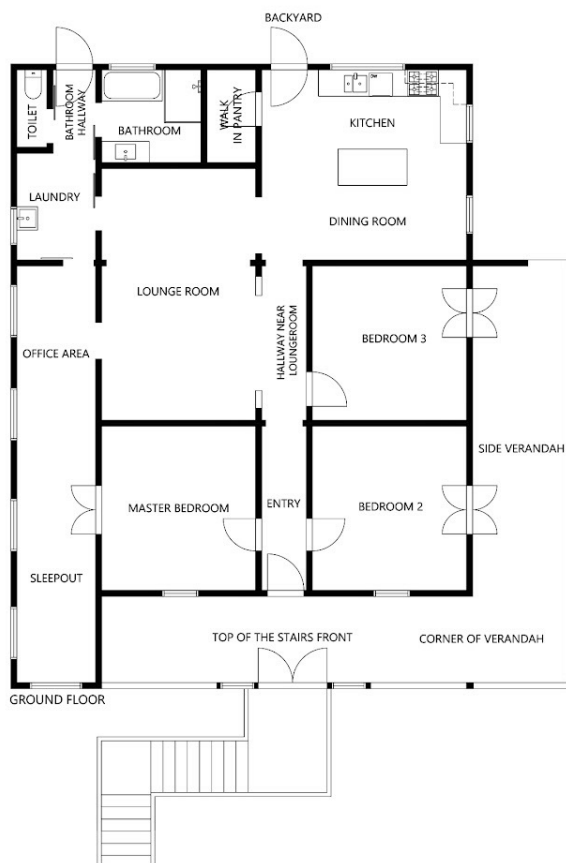 BACKYARD
TOILET
BATHROOM
HALLWAY
BATHROOM
WALK
IN PANTRY
SW
KITCHEN
LAUNDRY
DINING ROOM
LOUNGE ROOM
HALLWAY NEAR
LOUNGEROOM
BEDROOM 3
OFFICE AREA
SIDE VERANDAH
MASTER BEDROOM
ENTRY
BEDROOM 2
SLEEPOUT
TOP OF THE STAIRS FRONT
CORNER OF VERANDAH
GROUND FLOOR